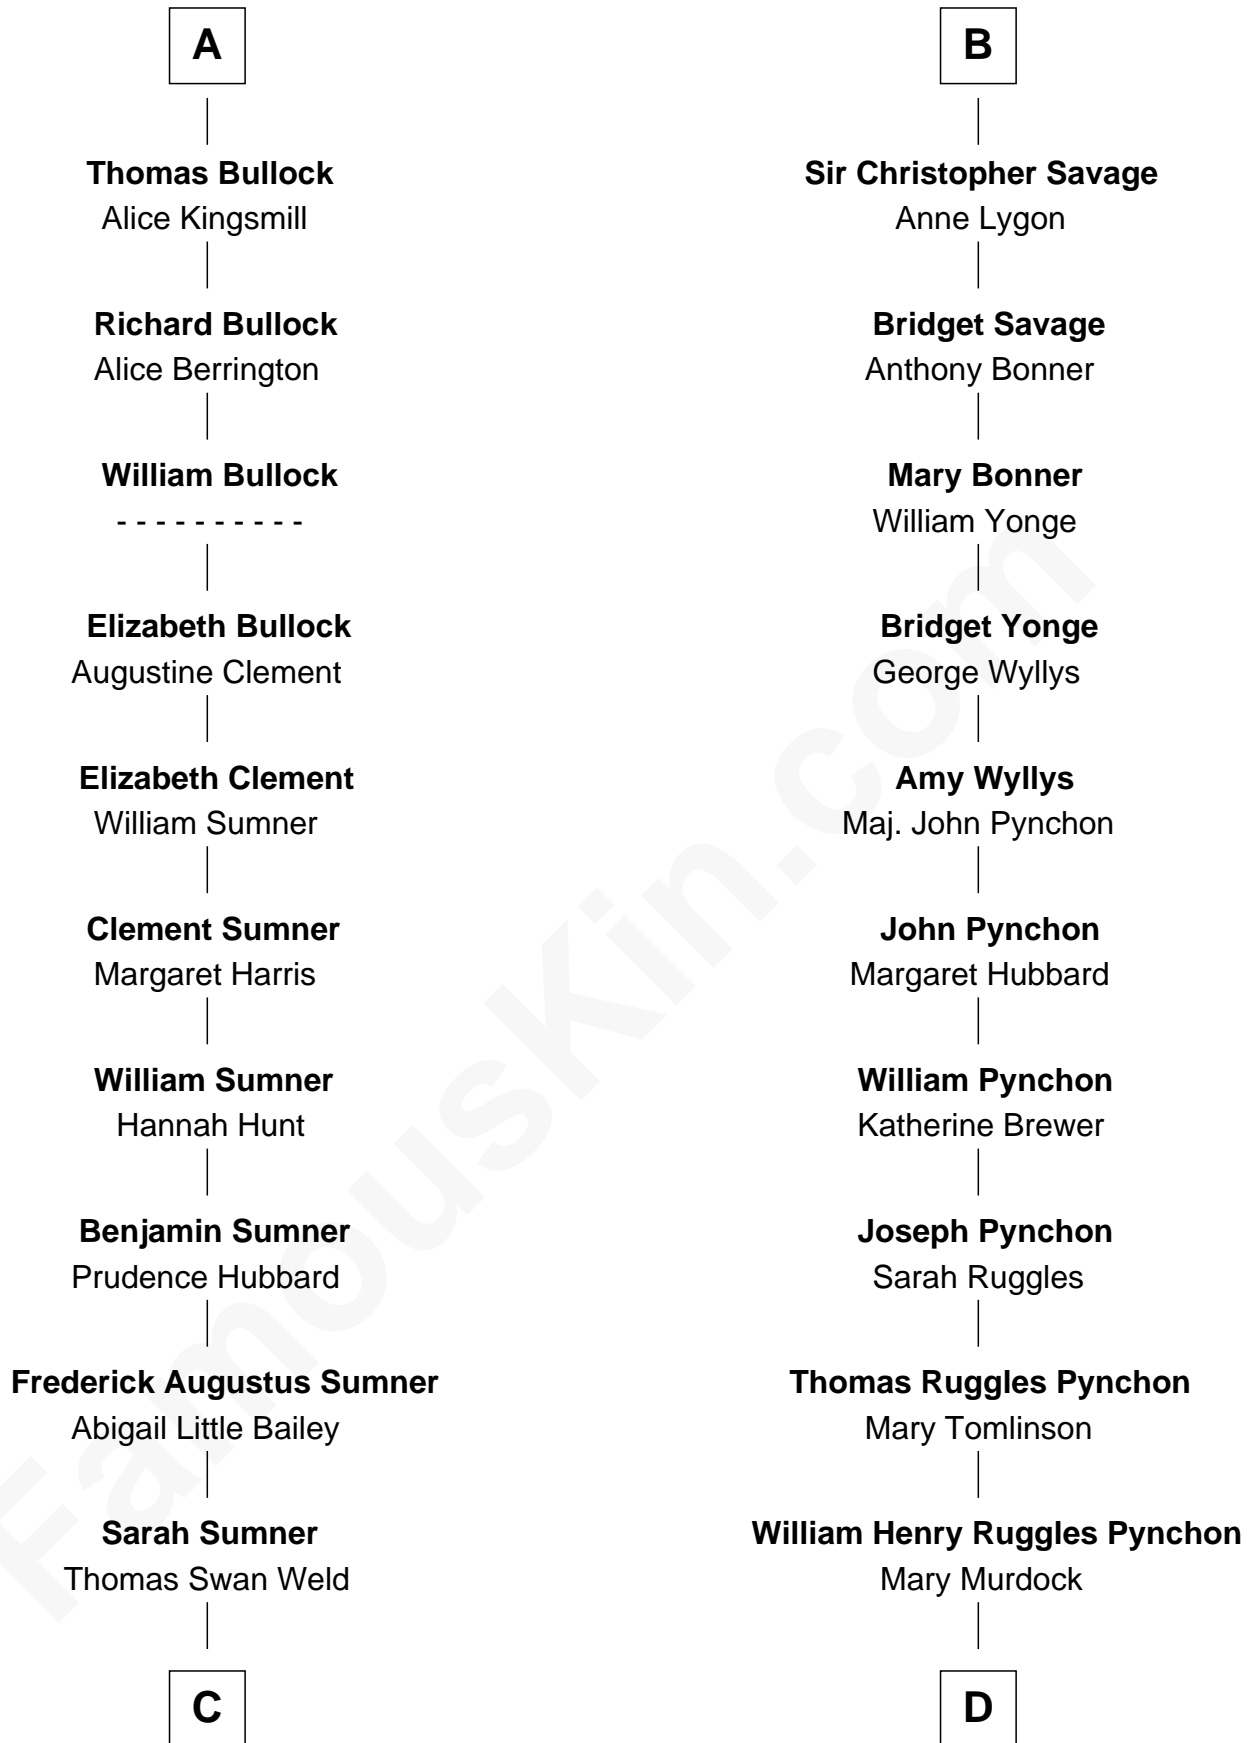 A
Thomas Bullock
Alice Kingsmill
Richard Bullock
Alice Berrington
William Bullock
- - - - - - - - - -
Elizabeth Bullock
Augustine Clement
Elizabeth Clement
William Sumner
Clement Sumner
Margaret Harris
William Sumner
Hannah Hunt
Benjamin Sumner
Prudence Hubbard
Frederick Augustus Sumner
Abigail Little Bailey
Sarah Sumner
Thomas Swan Weld
C
B
Sir Christopher Savage
Anne Lygon
Bridget Savage
Anthony Bonner
Mary Bonner
William Yonge
Bridget Yonge
George Wyllys
Amy Wyllys
Maj. John Pynchon
John Pynchon
Margaret Hubbard
William Pynchon
Katherine Brewer
Joseph Pynchon
Sarah Ruggles
Thomas Ruggles Pynchon
Mary Tomlinson
William Henry Ruggles Pynchon
Mary Murdock
D
FamousKin.com